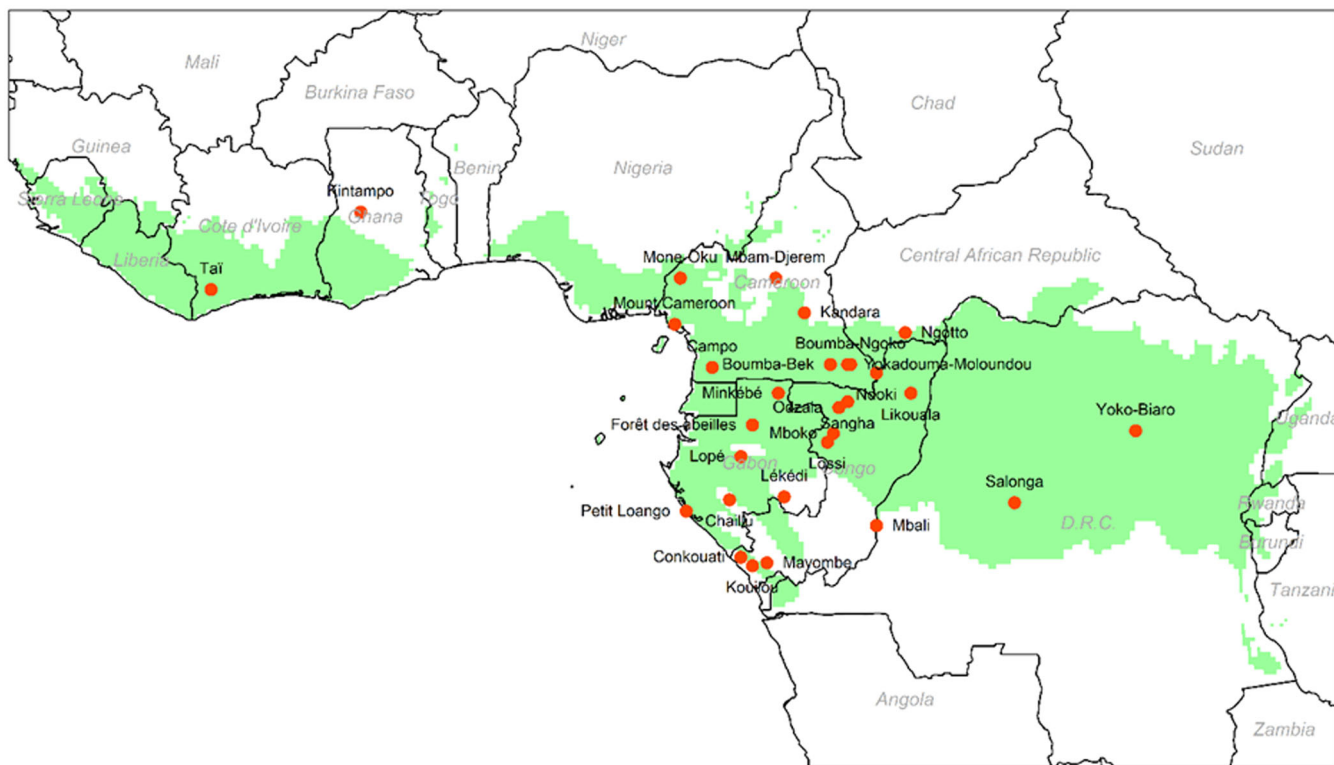 Niger
Mali
Burkina Faso
Chad
Guinea
Sudan
Benin
Nigeria
Kintampo
Sierra Leone
Togo
Ghana
Cote d'Ivoire
Central African Republic
Liberia
Taï
Mone-Oku
Mbam-Djerem
Cameroon
Mount Cameroon
Kandara
Ngotto
Campo
Boumba-Ngoko
Boumba-Bek
Yokadouma-Moloundou
Minkébé
Ndoki
Likouala
Odzala
Yoko-Biaro
Uganda
Forêt des abeilles
Sangha
Mboko
Lopé
Gabon
Lossi
Congo
Lékédi
Salonga
Rwanda
Petit Loango
Chaillu
Mbali
D.R.C.
Burundi
Conkouati
Mayombe
Kouilou
Tanzani
Angola
Zambia